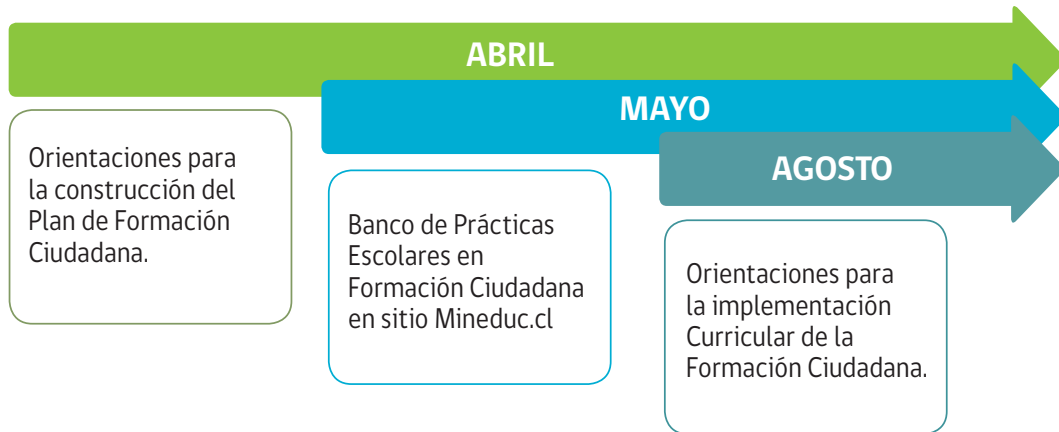 ABRIL
Orientaciones para
la construcción del
Plan de Formación
Ciudadana.
MAYO
Banco de Prácticas
Escolares en
Formación Ciudadana
en sitio Mineduc.cl
AGOSTO
Orientaciones para
la implementación
Curricular de la
Formación Ciudadana.